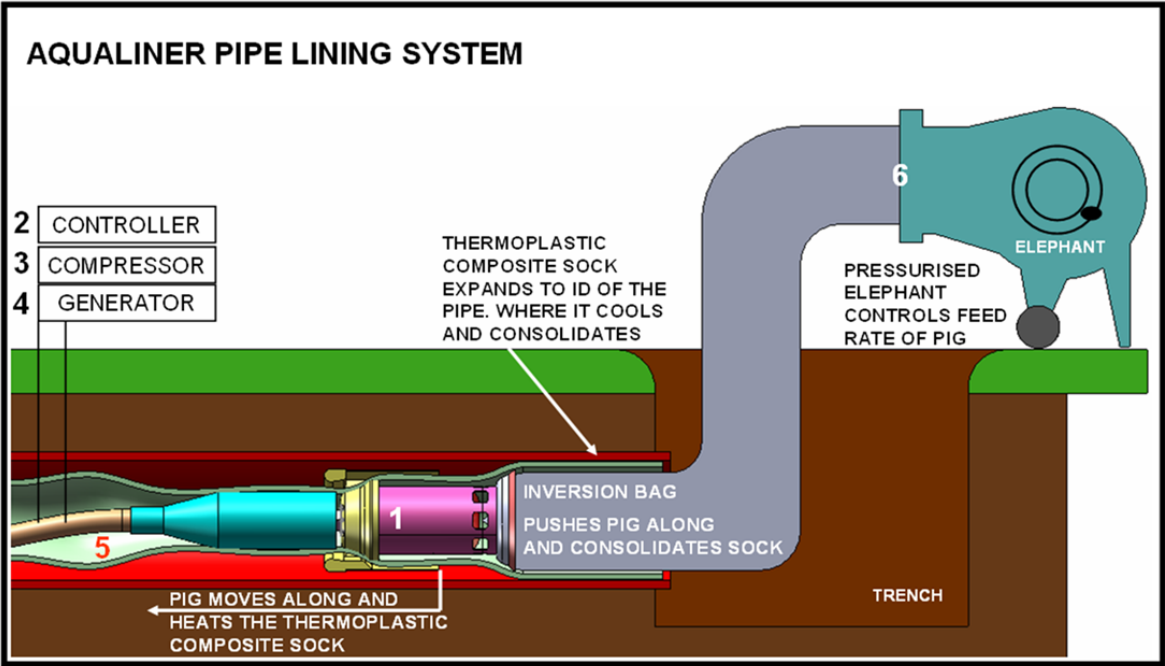 AQUALINER PIPE LINING SYSTEM
6
ELEPHANT
2 CONTROLLER
3 COMPRESSOR
4 GENERATOR
THERMOPLASTIC
COMPOSITE SOCK
EXPANDS TO ID OF THE
PIPE. WHERE IT COOLS
AND CONSOLIDATES
PRESSURISED
ELEPHANT
CONTROLS FEED
RATE OF PIG
1
5
INVERSION BAG
PUSHES PIG ALONG
AND CONSOLIDATES SOCK
TRENCH
PIG MOVES ALONG AND
HEATS THE THERMOPLASTIC
COMPOSITE SOCK